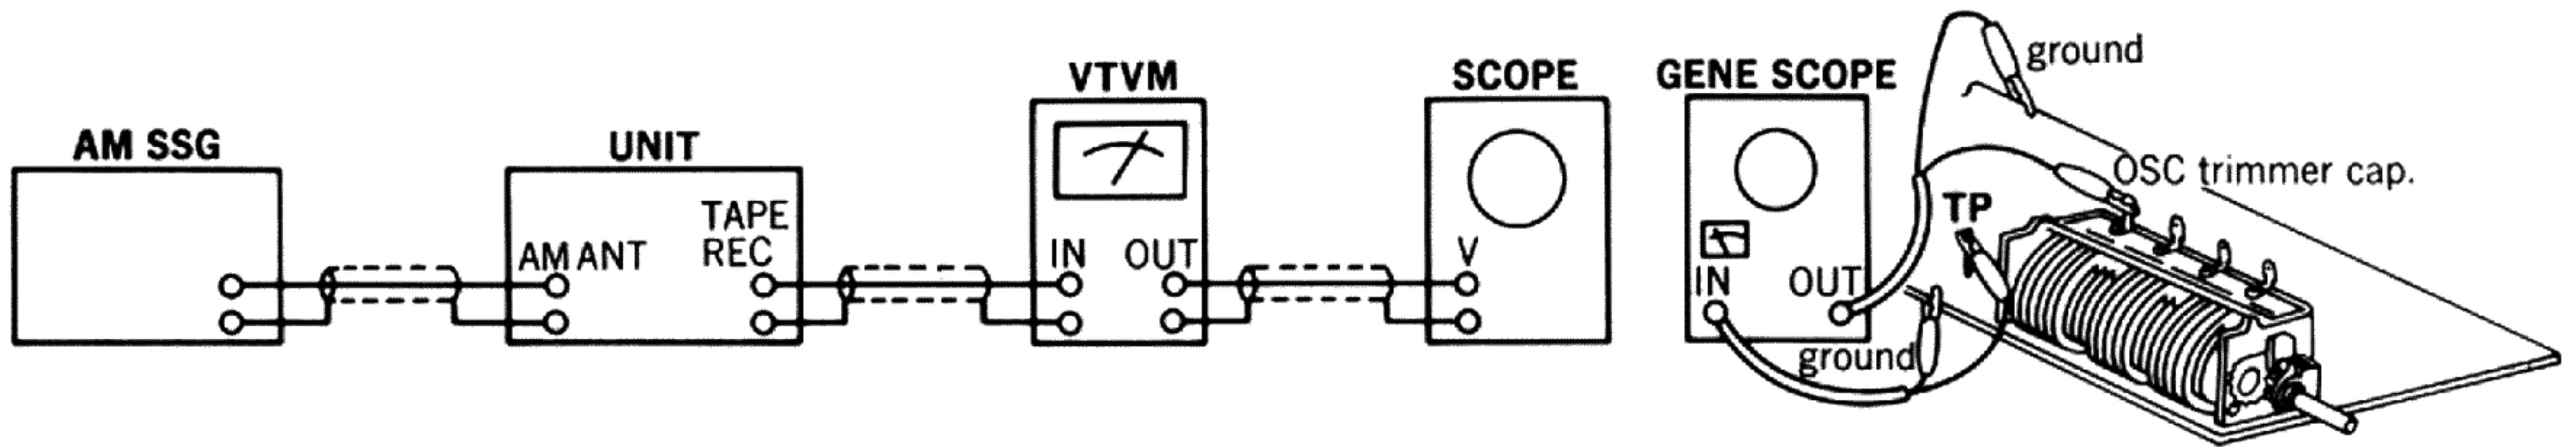 AM SSG
AM ANT
UNIT
TAPE
REC
VTVM
IN OUT
SCOPE
V
GENE SCOPE
IN OUT
ground
ground
OSC trimmer cap.
TP